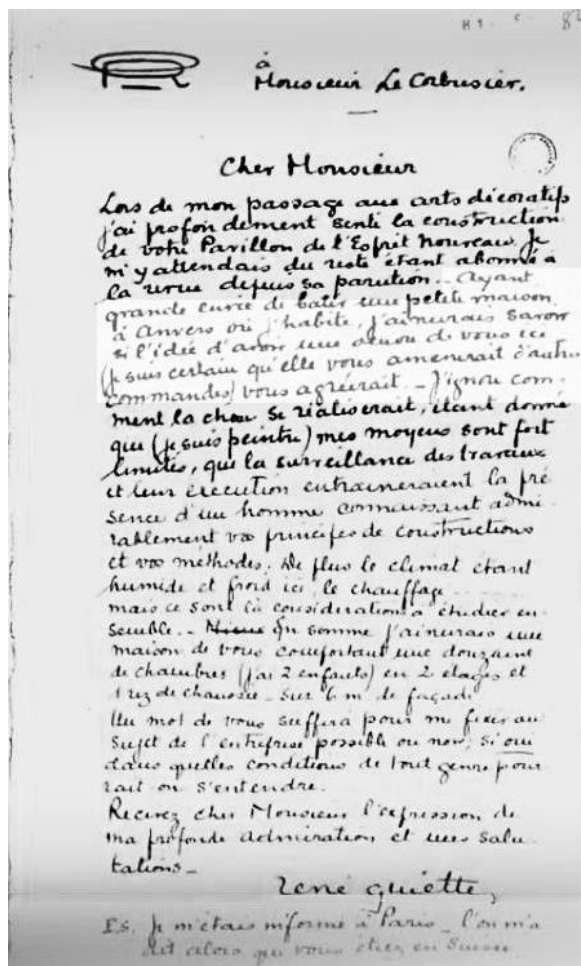 à
Monsieur Le Corbusier.
Cher Monsieur
Lors de mon passage aux arts décoratifs
j'ai profondément senti la construction
de votre Pavillon de l'Esprit Nouveau. Je
m'y attendais du reste étant abonné à
la revue depuis sa parution. - Ayant
grande envie de bâtir une petite maison
à Anvers où j'habite, j'aimerais savoir
si l'idée d'avoir une œuvre de vous ici
(je suis certain qu'elle vous amènerait d'autres
commandes) vous agréerait. - J'ignore com-
ment la chose se réaliserait, étant donné
que (je suis peintre) mes moyens sont fort
limités, que la surveillance des travaux
et leur exécution entraineraient la pré
sence d'un homme connaissant admi-
rablement vos principes de constructions
et vos méthodes. De plus le climat étant
humide et froid ici, le chauffage
mais ce sont là considérations à étudier en-
semble. - En somme j'aimerais une
maison de vous comportant une douzaine
de chambres (j'ai 2 enfants) en 2 étages et
1 rez de chaussée - sur 6 m. de façade
Un mot de vous suffira pour me fixer au
sujet de l'entreprise possible ou non; si oui
dans quelles conditions de tout genre pour
rait on s'entendre.
Recevez cher Monsieur l'expression de
ma profonde admiration et mes salu-
tations -
René Guiette
P.S. Je m'étais informé à Paris - l'on m'a
dit alors que vous étiez en Suisse.